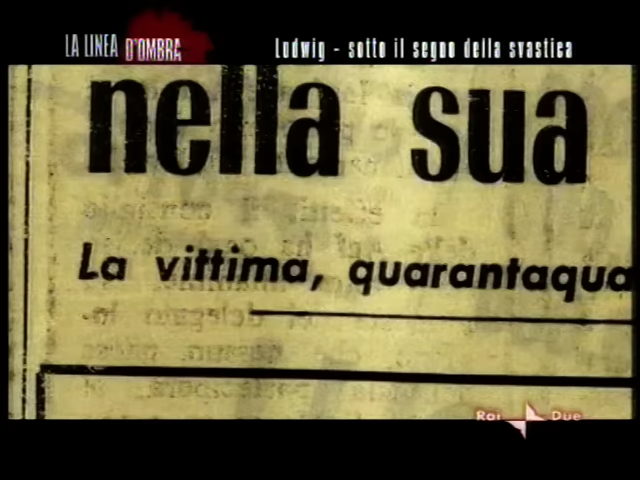 LA LINEA D'OMBRA
Ludwig - sotto il segno della svastica
nella sua
La vittima, quarantaqua
Rai Due